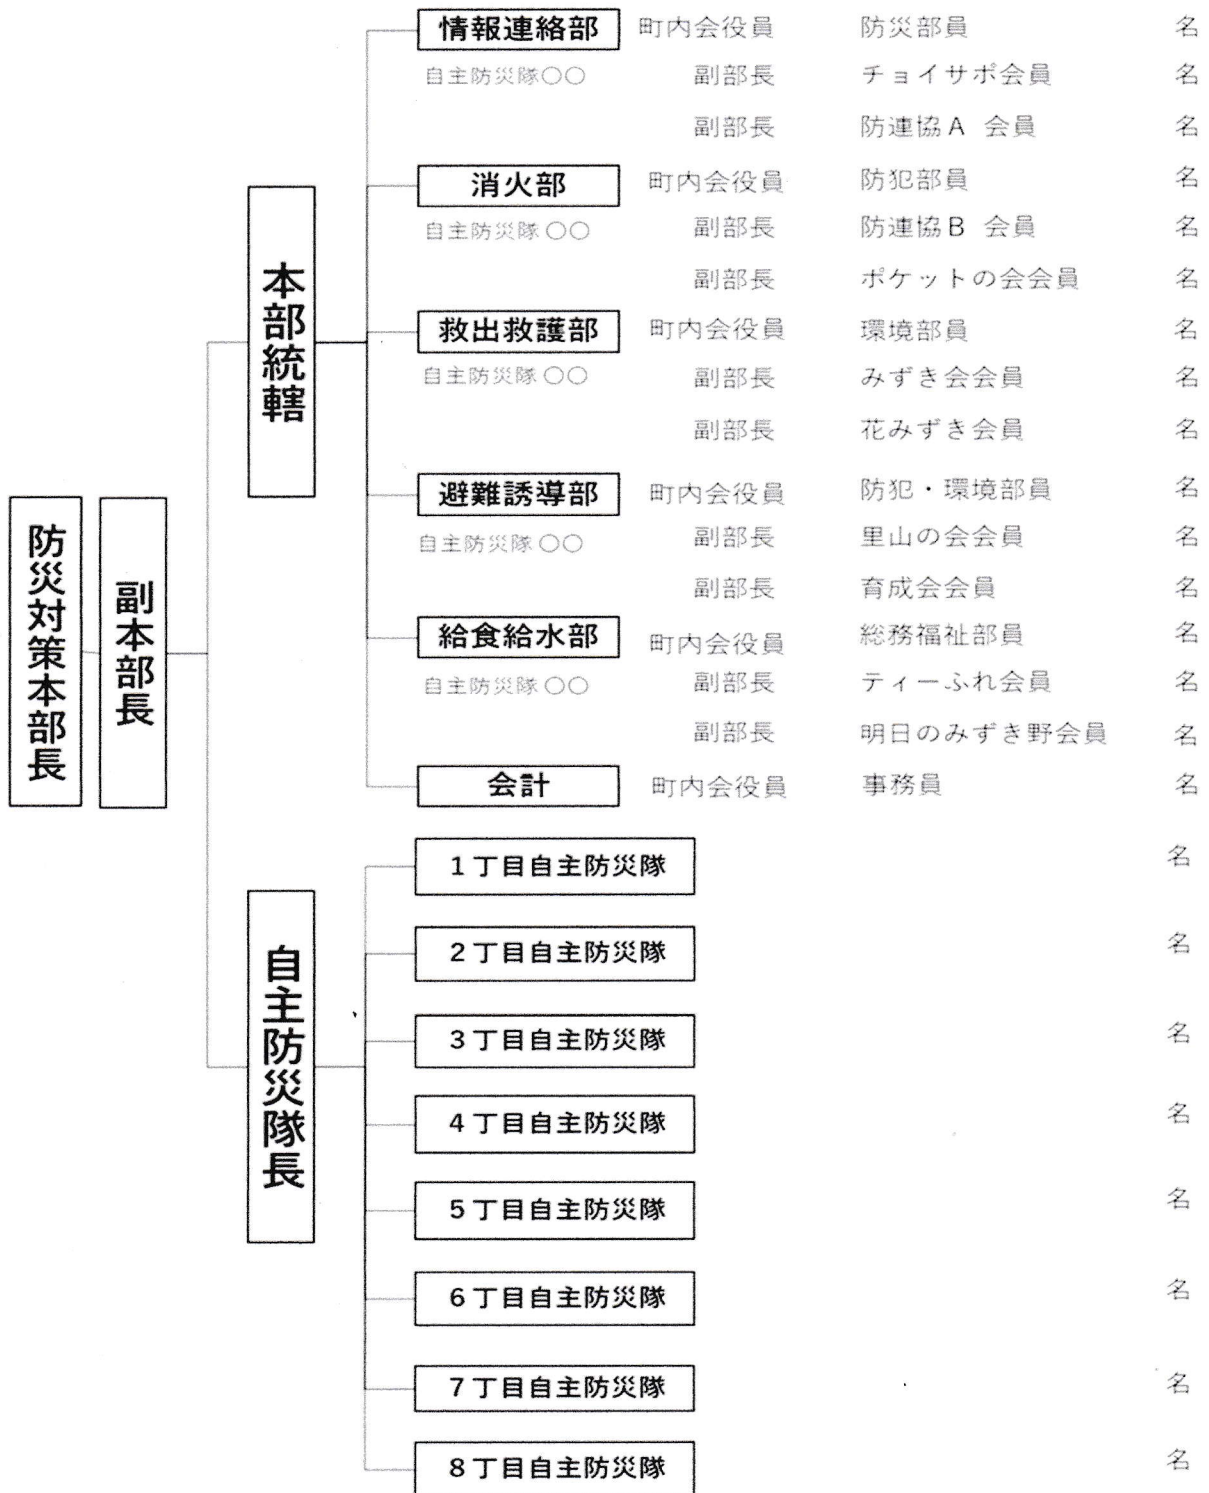 防災対策本部長
副本部長
本部統轄
情報連絡部 町内会役員 防災部員 名
自主防災隊〇〇 副部長 チョイサポ会員 名
副部長 防連協A 会員 名
消火部 町内会役員 防犯部員 名
自主防災隊〇〇 副部長 防連協B 会員 名
副部長 ポケットの会会員 名
救出救護部 町内会役員 環境部員 名
自主防災隊〇〇 副部長 みずき会会員 名
副部長 花みずき会員 名
避難誘導部 町内会役員 防犯・環境部員 名
自主防災隊〇〇 副部長 里山の会会員 名
副部長 育成会会員 名
給食給水部 町内会役員 総務福祉部員 名
自主防災隊〇〇 副部長 ティーふれ会員 名
副部長 明日のみずき野会員 名
会計 町内会役員 事務員 名
自主防災隊長
1丁目自主防災隊 名
2丁目自主防災隊 名
3丁目自主防災隊 名
4丁目自主防災隊 名
5丁目自主防災隊 名
6丁目自主防災隊 名
7丁目自主防災隊 名
8丁目自主防災隊 名